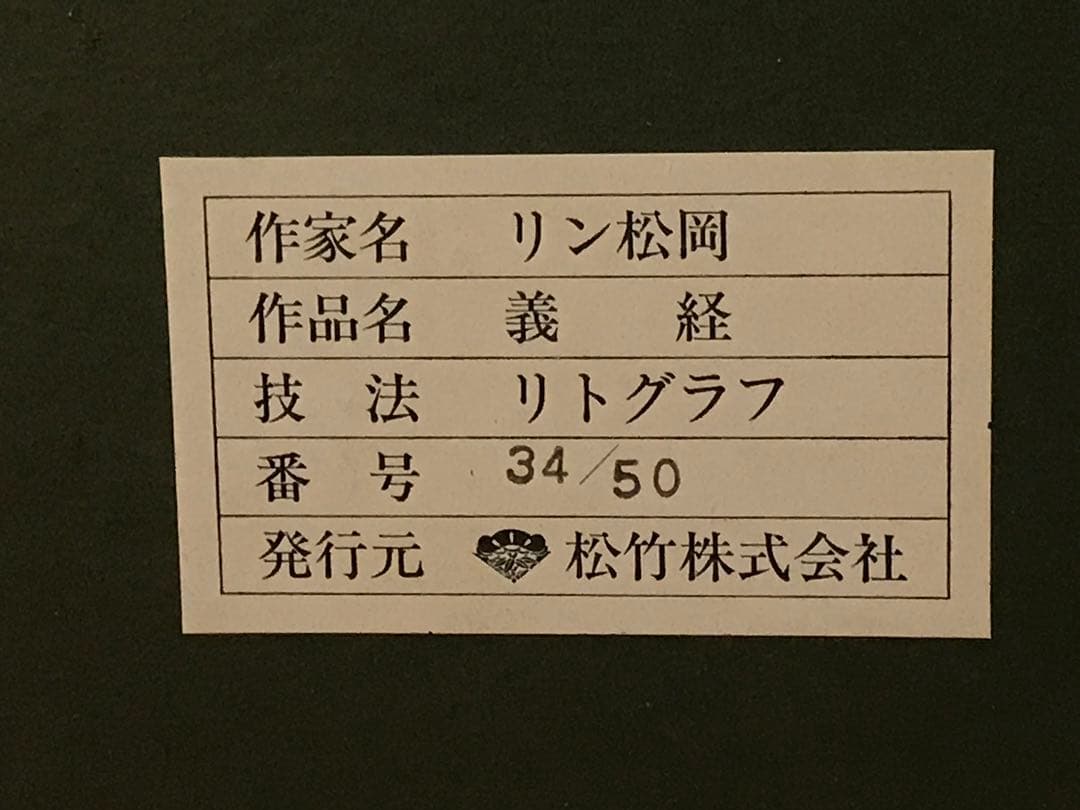 作家名 リン松岡
作品名 義 経
技 法 リトグラフ
番 号 34/50
発行元 松竹株式会社